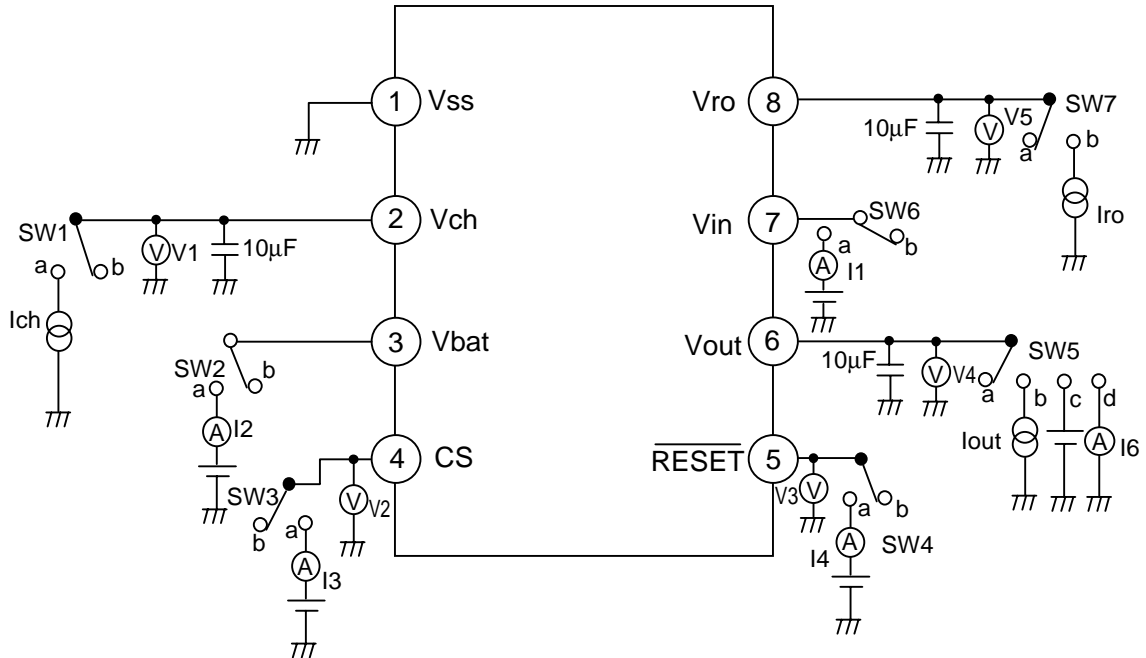 1 Vss
Vro 8
V
V5
SW7
10μF
a
b
Iro
2 Vch
Vin 7
SW6
SW1
V
V1
10μF
a
b
a
b
A
I1
Ich
3 Vbat
Vout 6
SW5
SW2
b
a
10μF
V
V4
a
b
c
d
A
I2
Iout
A
I6
4 CS
RESET 5
SW3
V
V2
V3
V
b
a
a
b
A
I3
I4
A
SW4